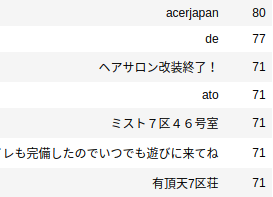 acerjapan 80
de 77
ヘアサロン改装終了！ 71
ato 71
ミスト７区４６号室 71
レも完備したのでいつでも遊びに来てね 71
有頂天7区荘 71